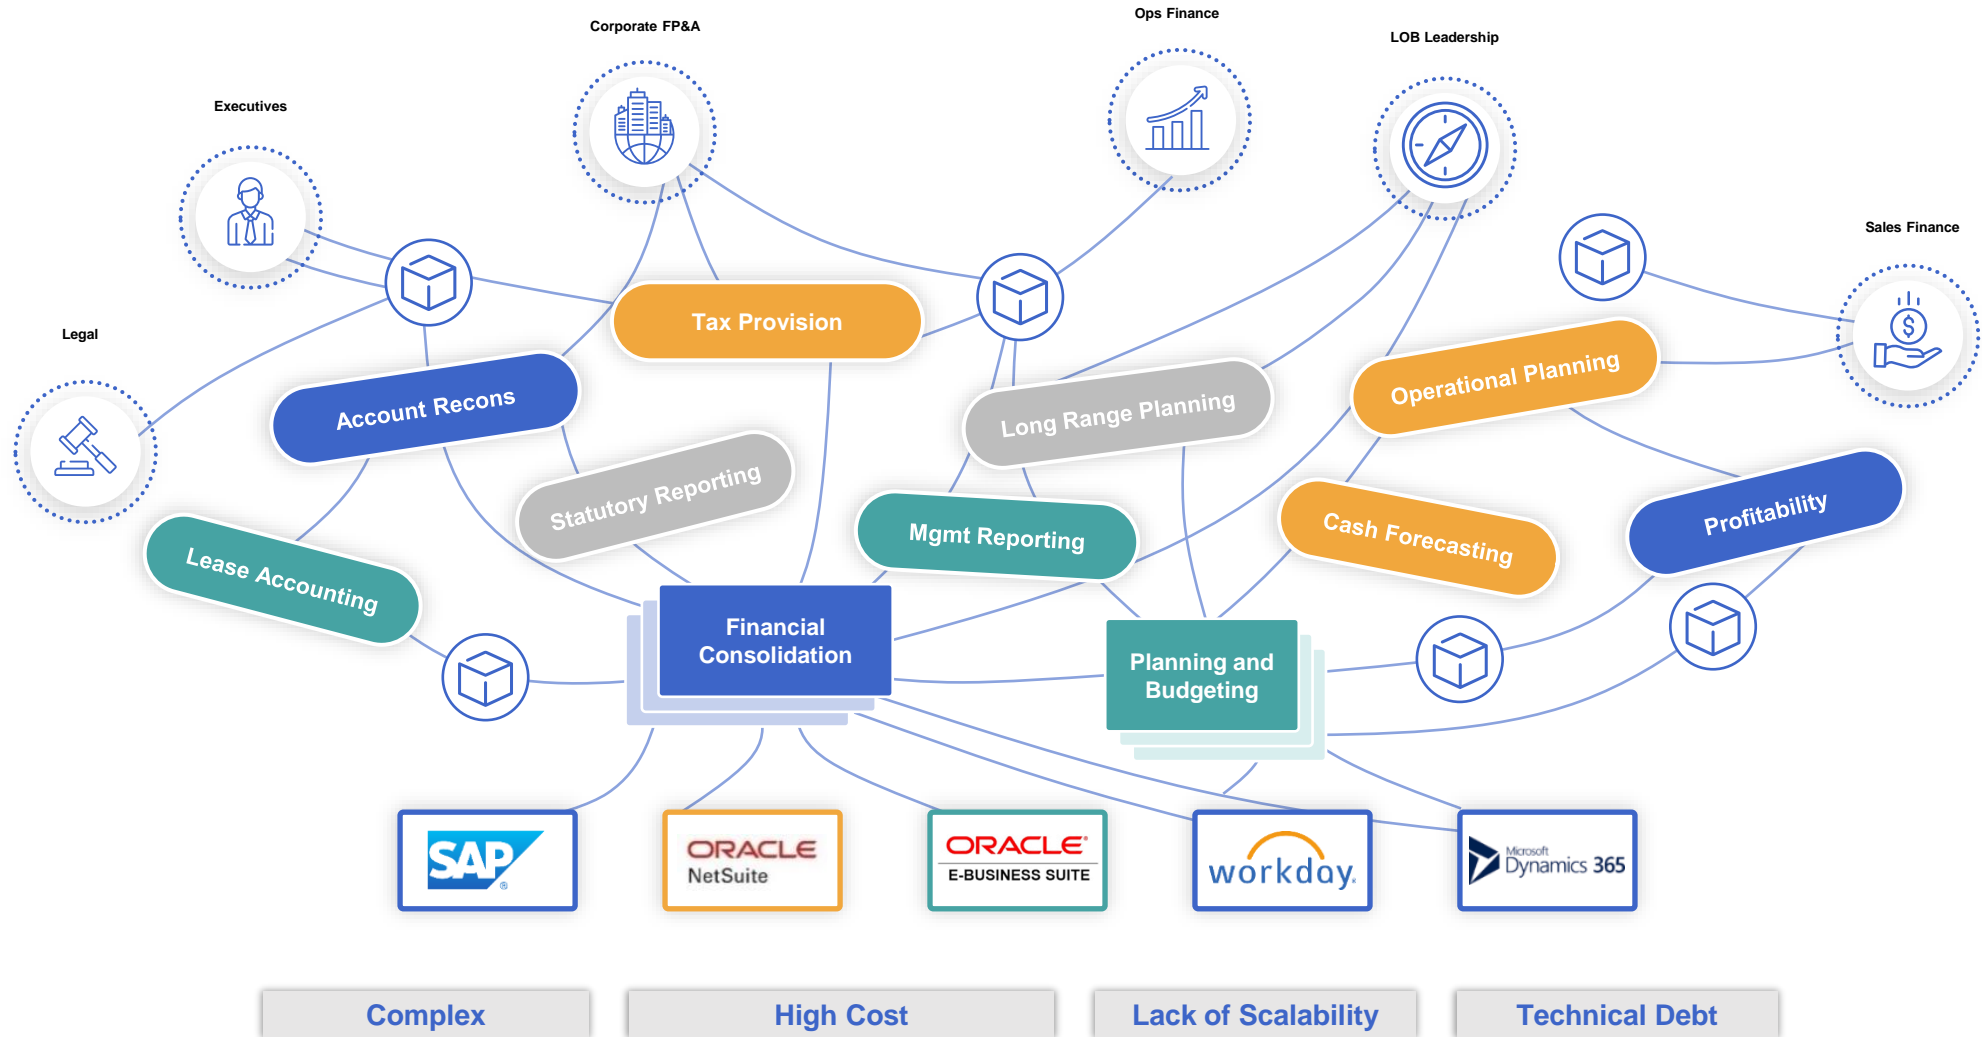 Ops Finance
Corporate FP&A
LOB Leadership
Executives
Sales Finance
Legal
Tax Provision
Account Recons
Long Range Planning
Operational Planning
Statutory Reporting
Mgmt Reporting
Cash Forecasting
Profitability
Lease Accounting
Financial
Consolidation
Planning and
Budgeting
$
SAP®
ORACLE
NetSuite
ORACLE®
E-BUSINESS SUITE
workday.
Microsoft
Dynamics 365
Complex
High Cost
Lack of Scalability
Technical Debt